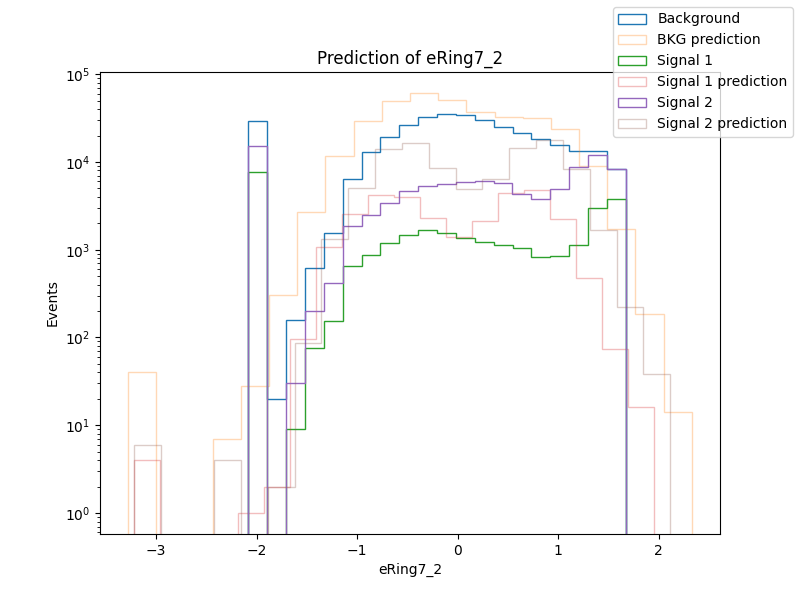 Prediction of eRing7_2
Background
BKG prediction
Signal 1
Signal 1 prediction
Signal 2
Signal 2 prediction
Events
10^5
10^4
10^3
10^2
10^1
10^0
−3 −2 −1 0 1 2
eRing7_2